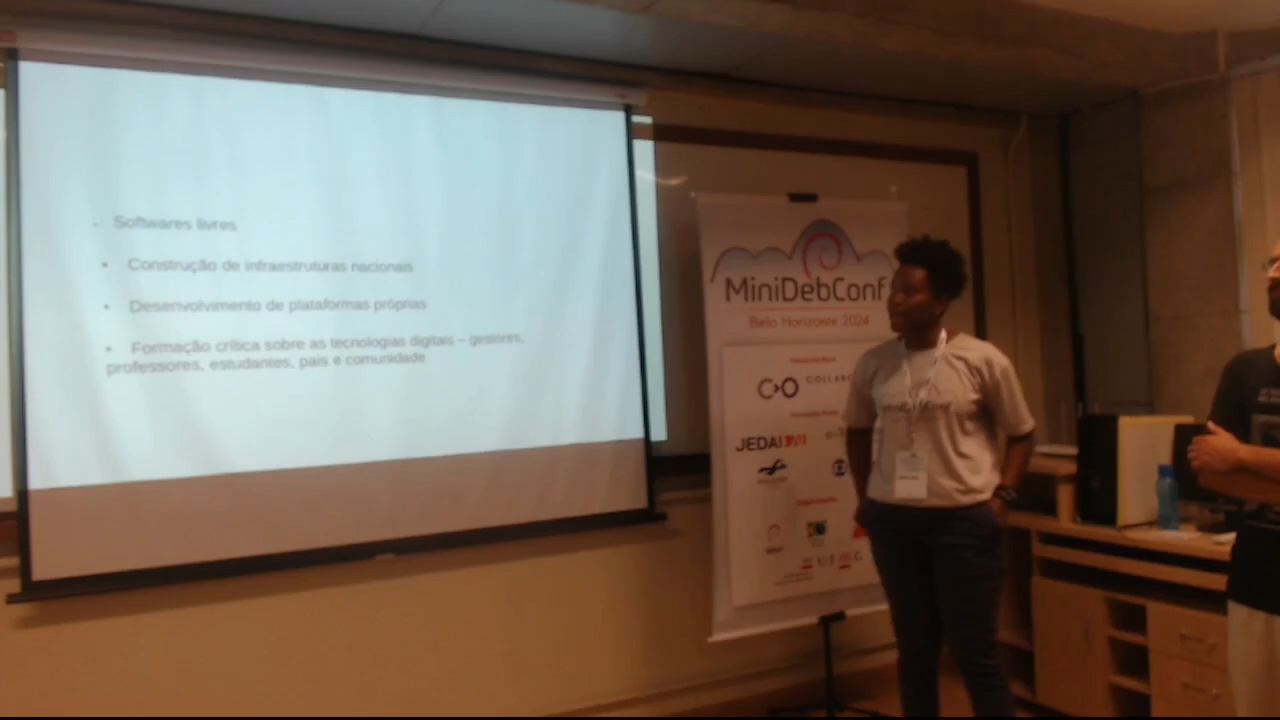 Softwares livres
Construção de infraestruturas nacionais
Desenvolvimento de plataformas próprias
Formação crítica sobre as tecnologias digitais – gestores,
professores, estudantes, pais e comunidade
MiniDebConf
Belo Horizonte 2024
COLLABO
JEDAI